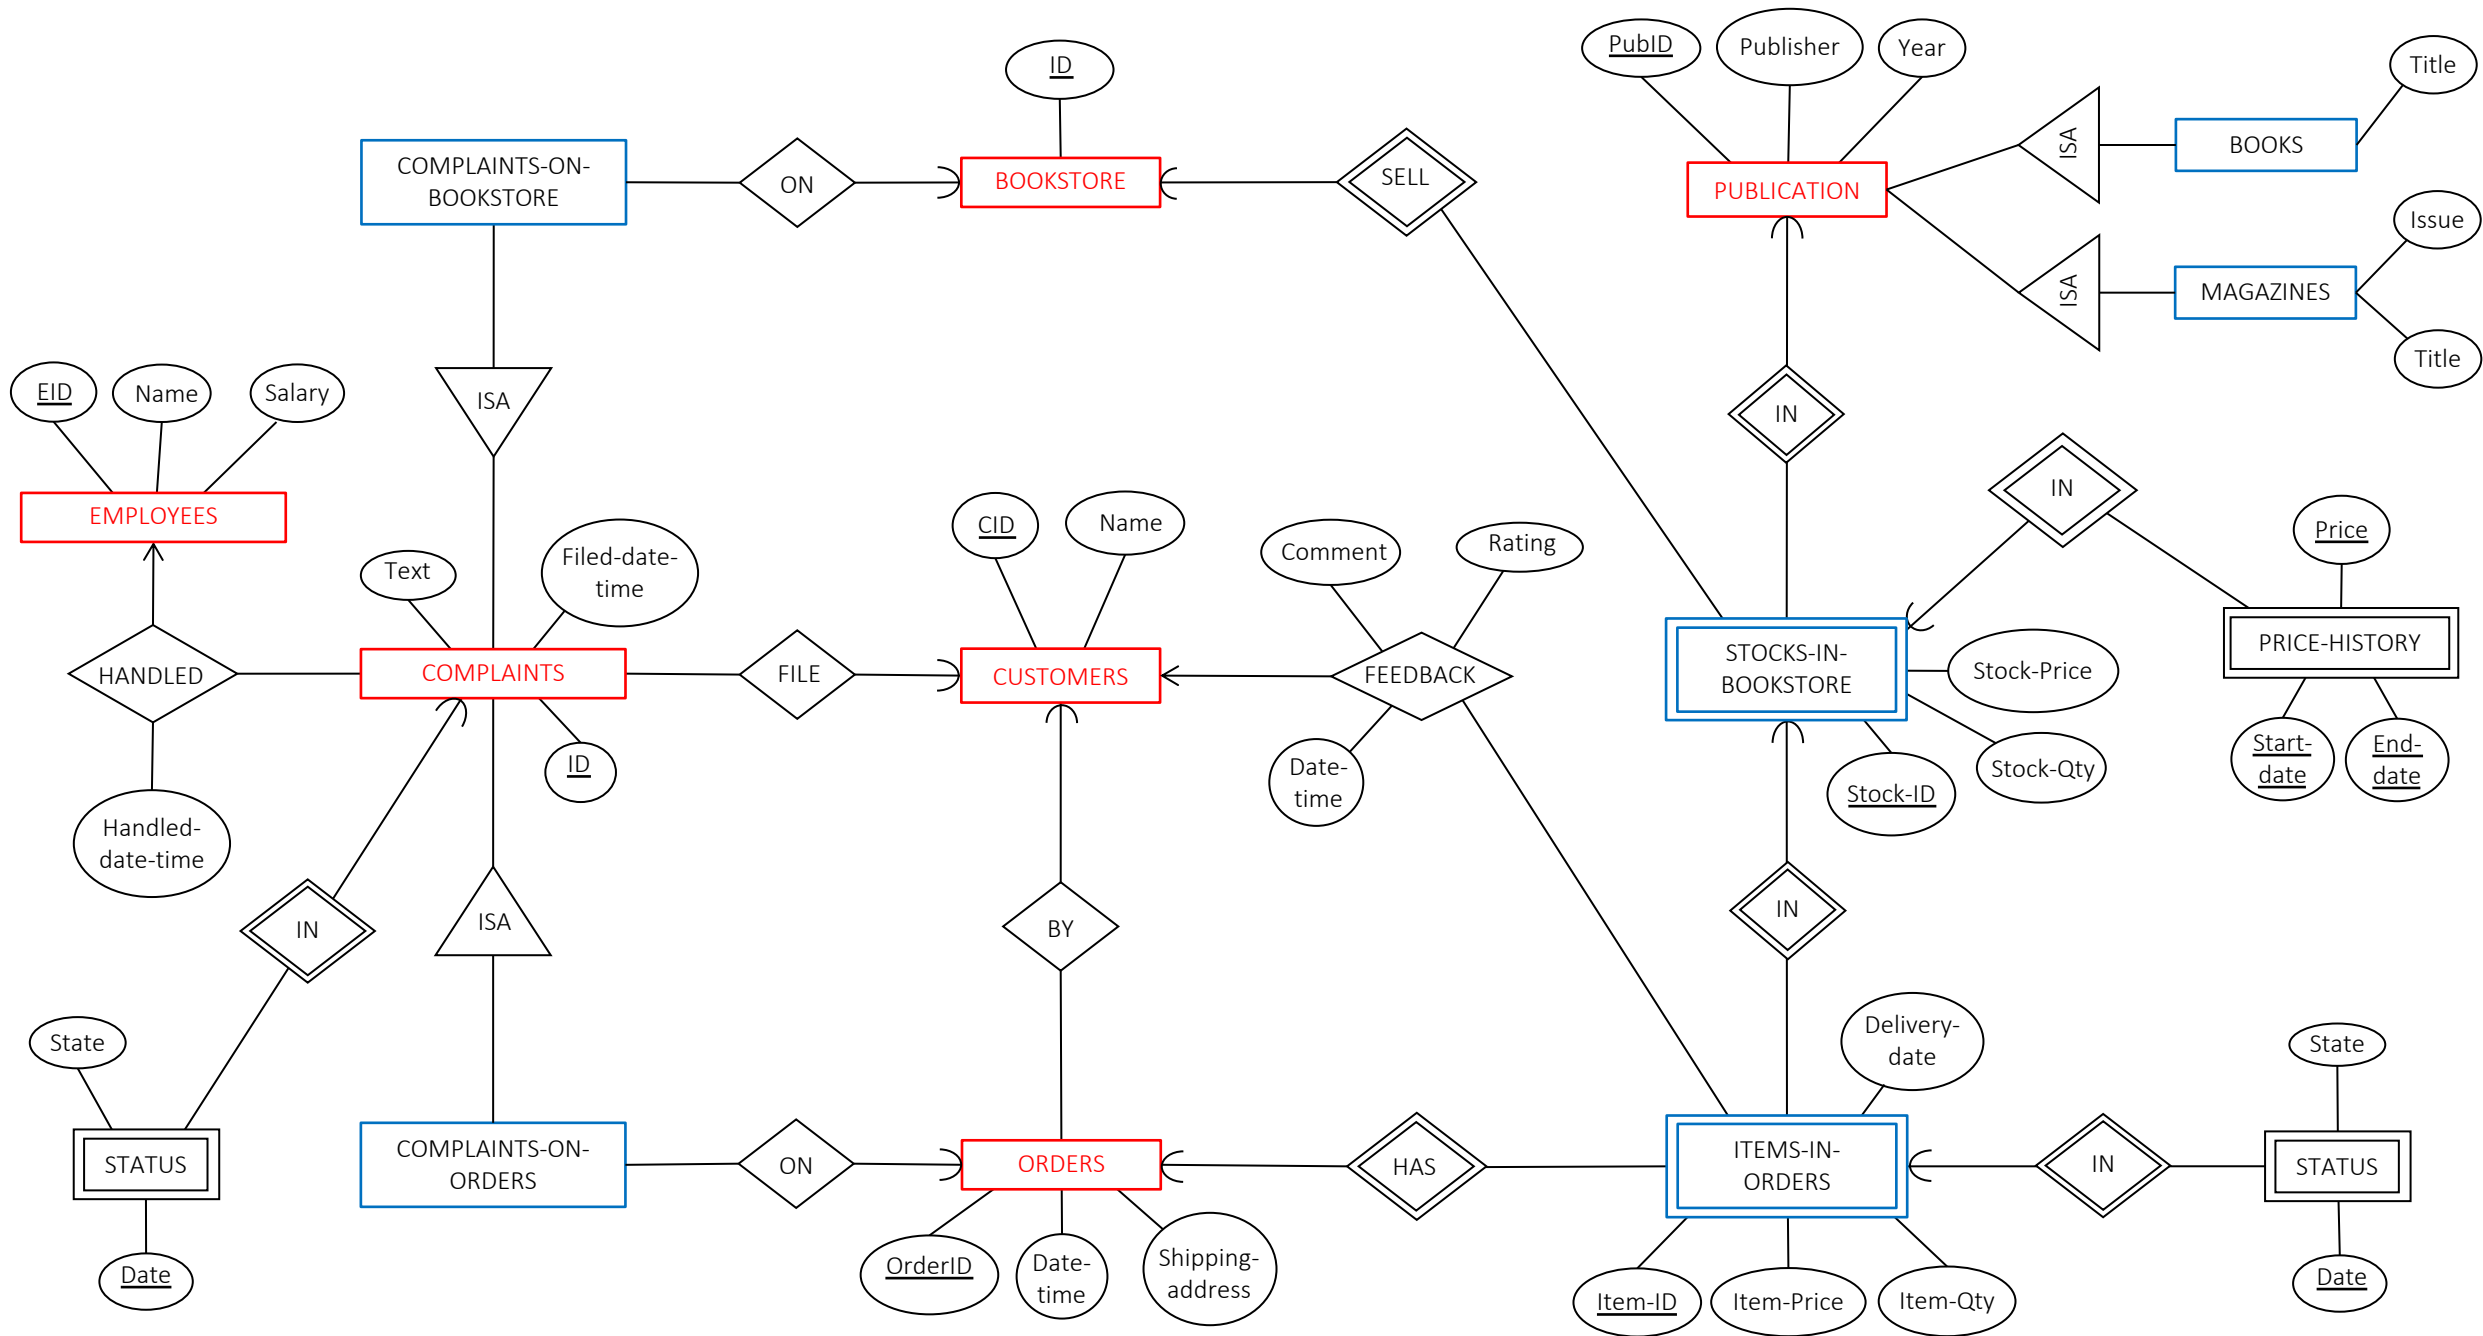 PubID
Publisher
Year
Title
ID
COMPLAINTS-ON-
BOOKSTORE
ON
BOOKSTORE
SELL
PUBLICATION
ISA
BOOKS
Issue
ISA
MAGAZINES
Title
EID
Name
Salary
ISA
IN
EMPLOYEES
Text
Filed-date-
time
CID
Name
Comment
Rating
IN
Price
HANDLED
COMPLAINTS
FILE
CUSTOMERS
FEEDBACK
STOCKS-IN-
BOOKSTORE
Stock-Price
PRICE-HISTORY
ID
Date-
time
Stock-ID
Stock-Qty
Start-
date
End-
date
Handled-
date-time
IN
ISA
BY
IN
State
Delivery-
date
State
STATUS
COMPLAINTS-ON-
ORDERS
ON
ORDERS
HAS
ITEMS-IN-
ORDERS
IN
STATUS
Date
OrderID
Date-
time
Shipping-
address
Item-ID
Item-Price
Item-Qty
Date